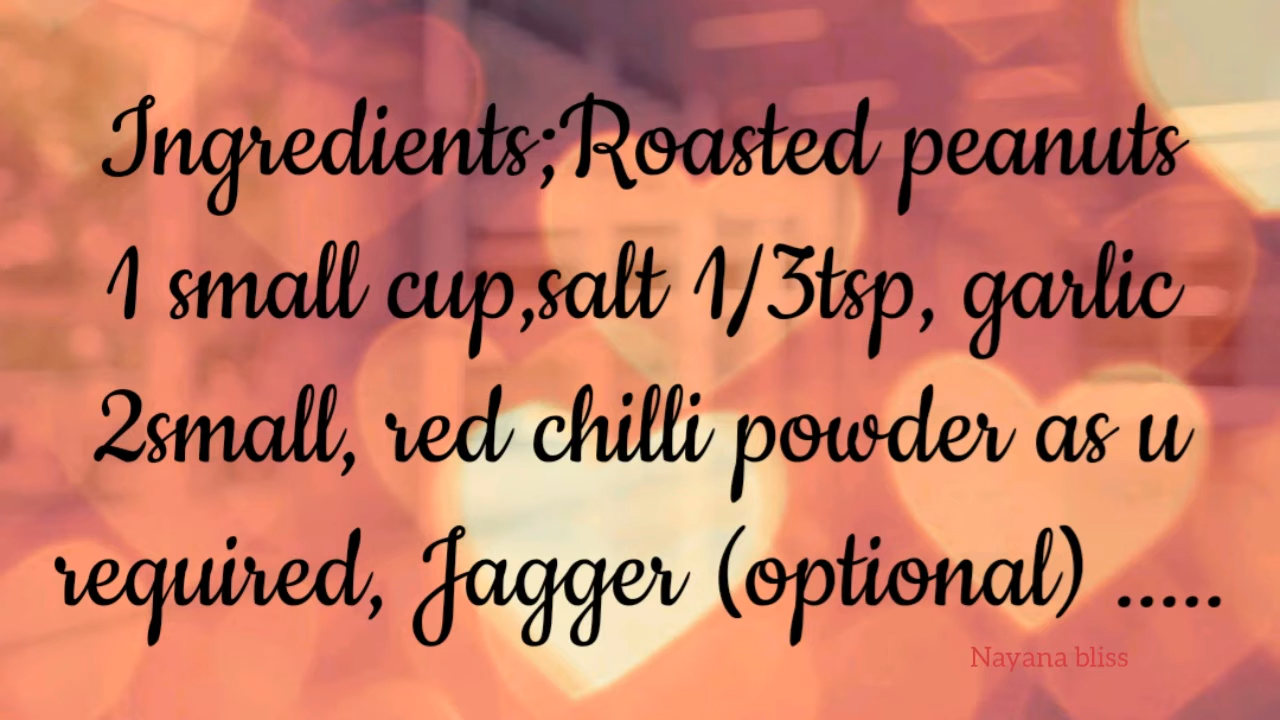 Ingredients;Roasted peanuts
1 small cup,salt 1/3tsp, garlic
2small, red chilli powder as u
required, Jagger (optional) .....
Nayana bliss